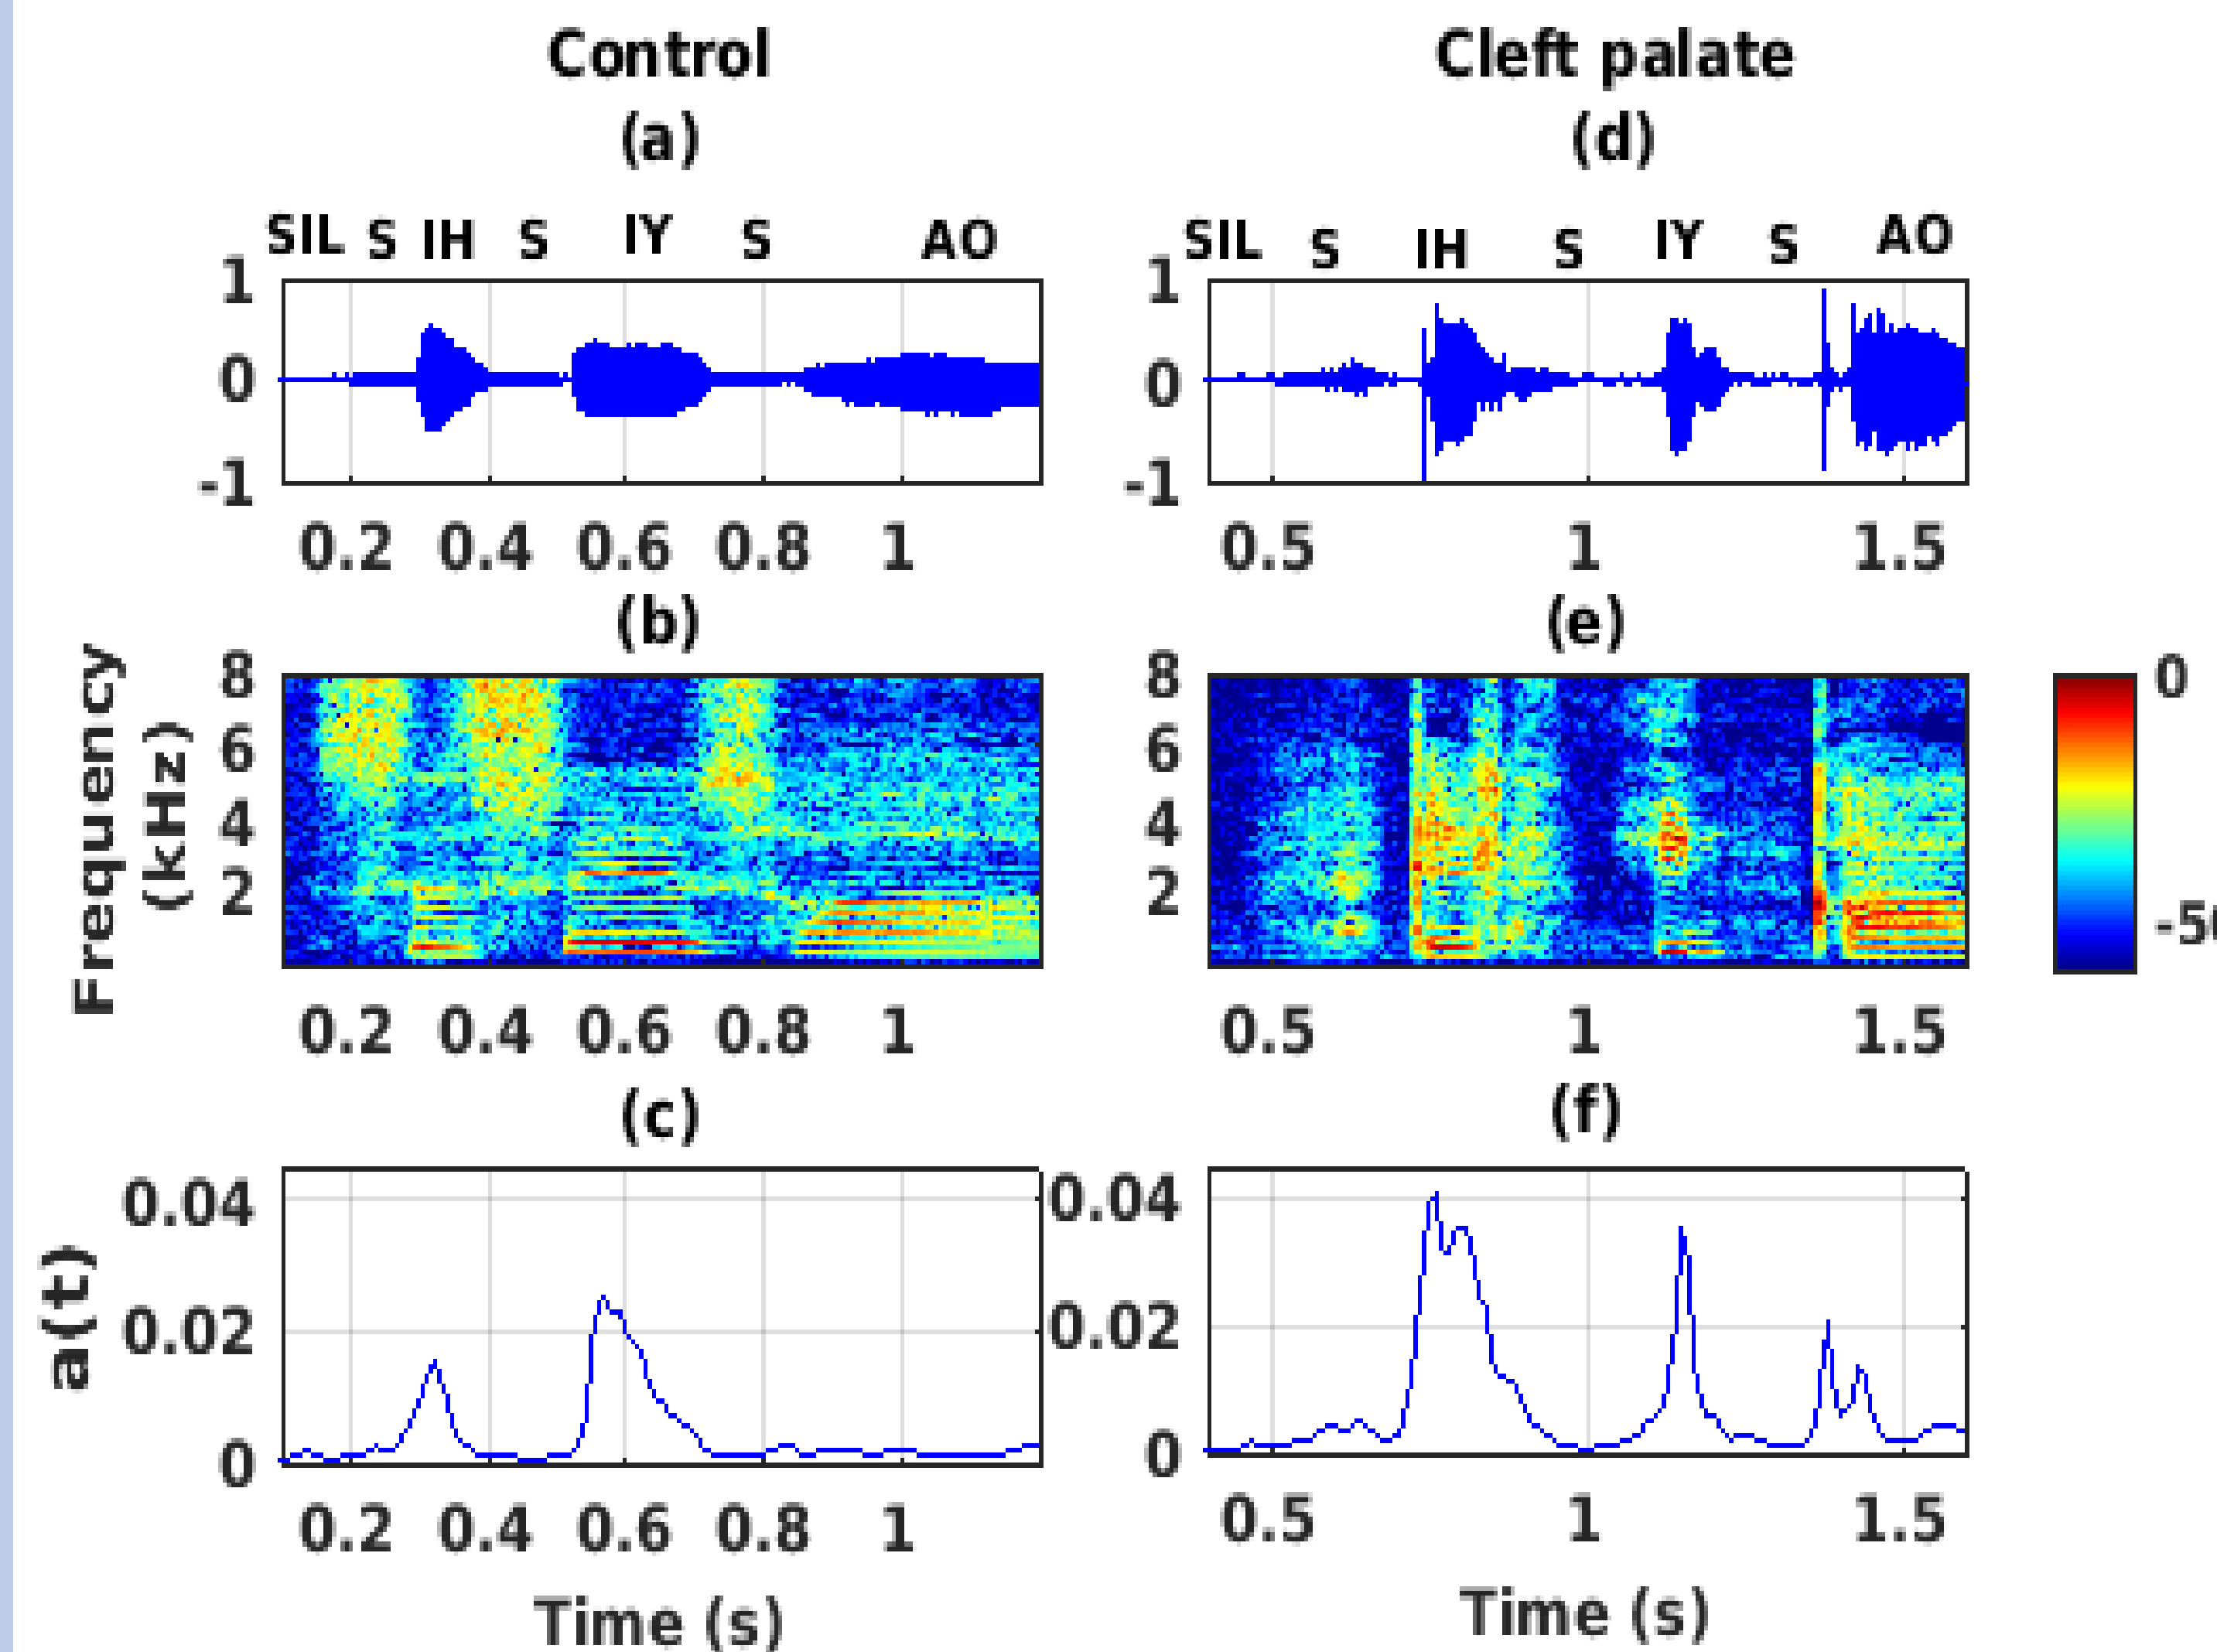 Control
(a)
SIL S IH S IY S AO
1
0
-1
0.2 0.4 0.6 0.8 1
(b)
Frequency
(kHz)
8
6
4
2
0.2 0.4 0.6 0.8 1
(c)
a(t)
0.04
0.02
0
0.2 0.4 0.6 0.8 1
Time (s)
Cleft palate
(d)
SIL S IH S IY S AO
1
0
-1
0.5 1 1.5
(e)
8
6
4
2
0.5 1 1.5
0
(f)
0.04
0.02
0
0.5 1 1.5
Time (s)